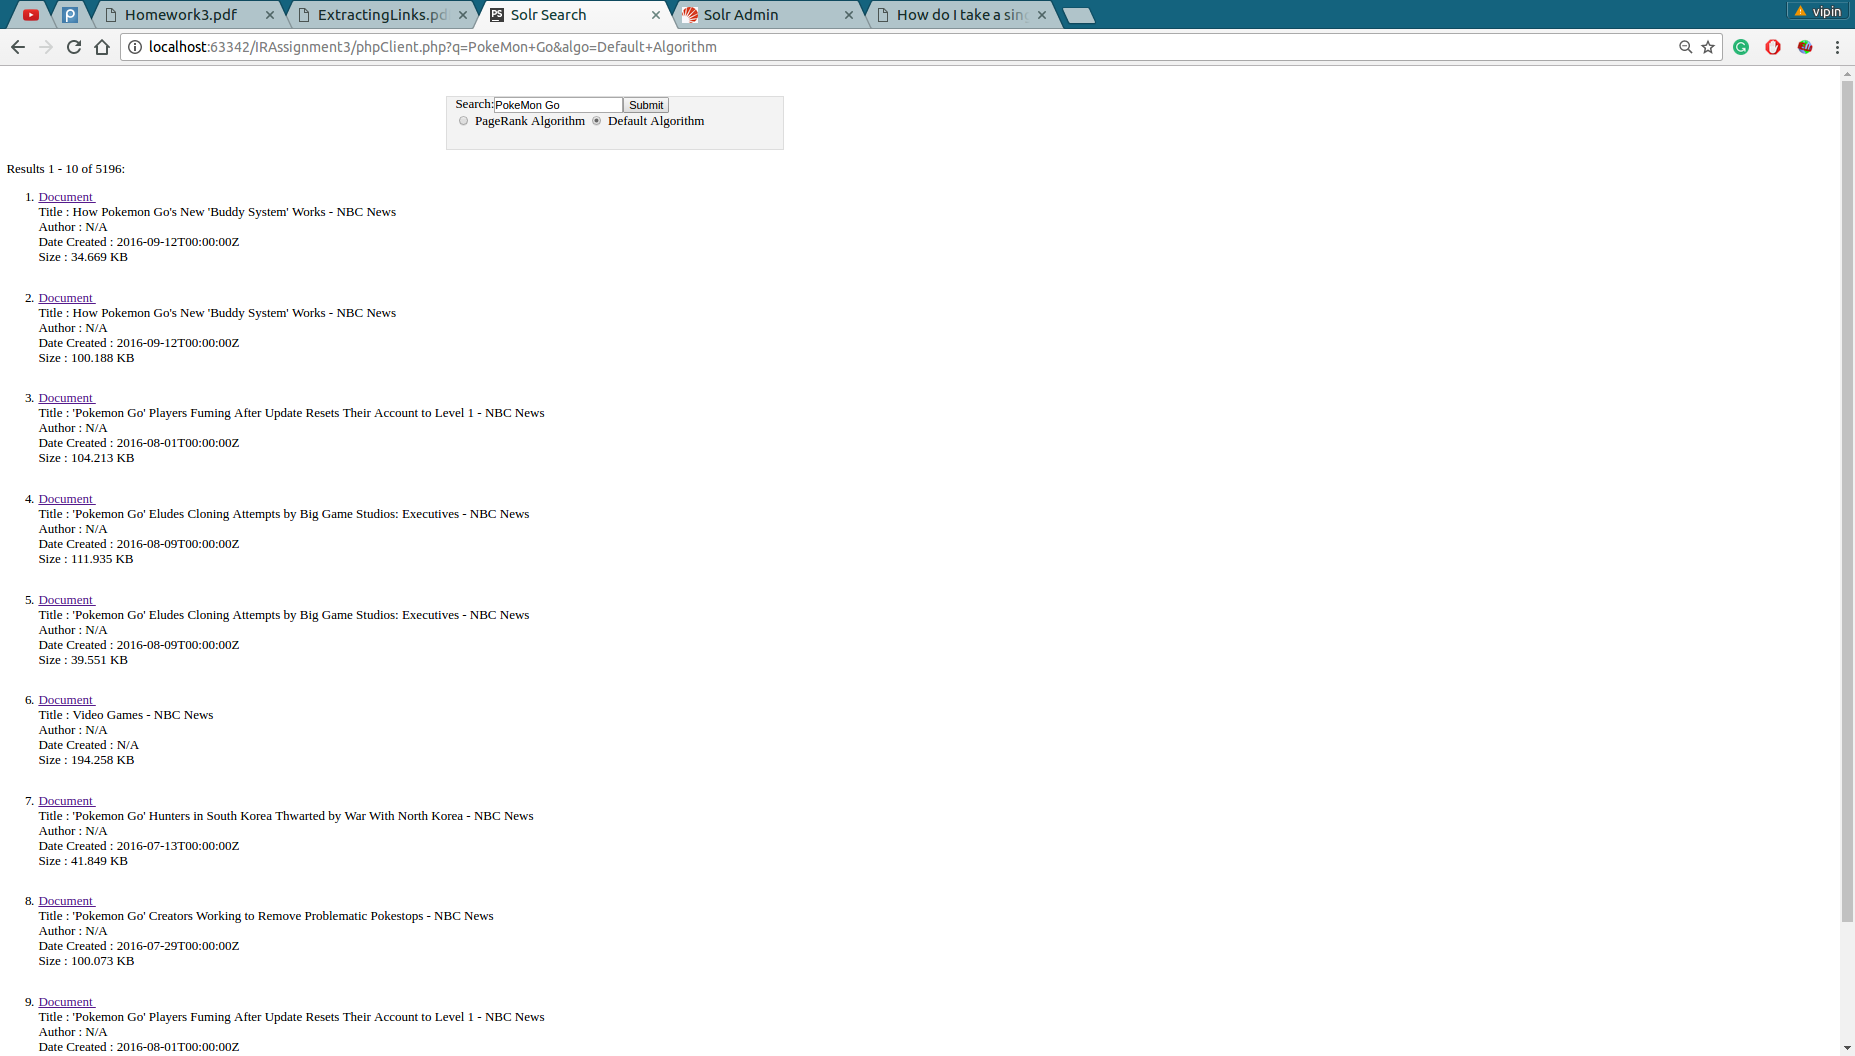 Homework3.pdf
ExtractingLinks.pd
Solr Search
Solr Admin
How do I take a sin
vipin
localhost:63342/IRAssignment3/phpClient.php?q=PokeMon+Go&algo=Default+Algorithm
Search:PokeMon Go Submit
PageRank Algorithm Default Algorithm
Results 1 - 10 of 5196:
1. Document
Title : How Pokemon Go's New 'Buddy System' Works - NBC News
Author : N/A
Date Created : 2016-09-12T00:00:00Z
Size : 34.669 KB
2. Document
Title : How Pokemon Go's New 'Buddy System' Works - NBC News
Author : N/A
Date Created : 2016-09-12T00:00:00Z
Size : 100.188 KB
3. Document
Title : 'Pokemon Go' Players Fuming After Update Resets Their Account to Level 1 - NBC News
Author : N/A
Date Created : 2016-08-01T00:00:00Z
Size : 104.213 KB
4. Document
Title : 'Pokemon Go' Eludes Cloning Attempts by Big Game Studios: Executives - NBC News
Author : N/A
Date Created : 2016-08-09T00:00:00Z
Size : 111.935 KB
5. Document
Title : 'Pokemon Go' Eludes Cloning Attempts by Big Game Studios: Executives - NBC News
Author : N/A
Date Created : 2016-08-09T00:00:00Z
Size : 39.551 KB
6. Document
Title : Video Games - NBC News
Author : N/A
Date Created : N/A
Size : 194.258 KB
7. Document
Title : 'Pokemon Go' Hunters in South Korea Thwarted by War With North Korea - NBC News
Author : N/A
Date Created : 2016-07-13T00:00:00Z
Size : 41.849 KB
8. Document
Title : 'Pokemon Go' Creators Working to Remove Problematic Pokestops - NBC News
Author : N/A
Date Created : 2016-07-29T00:00:00Z
Size : 100.073 KB
9. Document
Title : 'Pokemon Go' Players Fuming After Update Resets Their Account to Level 1 - NBC News
Author : N/A
Date Created : 2016-08-01T00:00:00Z